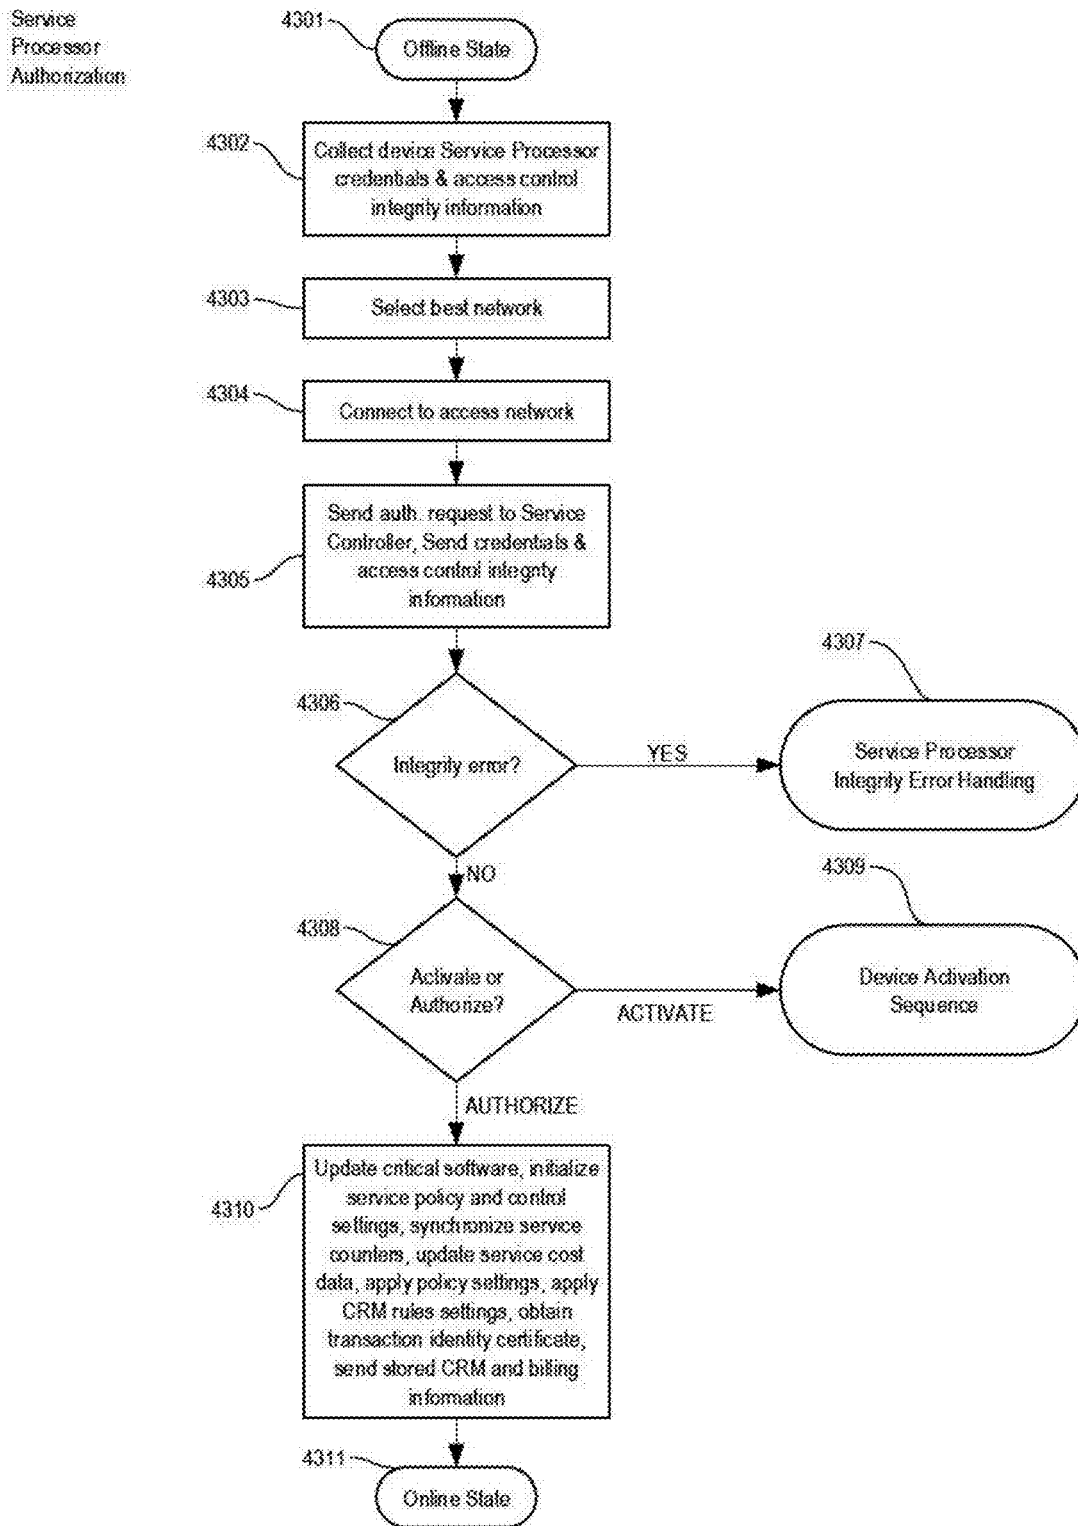 Service
Processor
Authorization
4301
Offline State
4302
Collect device Service Processor
credentials & access control
integrity information
4303
Select best network
4304
Connect to access network
4305
Send auth. request to Service
Controller, Send credentials &
access control integrity
information
4306
Integrity error?
YES
4307
Service Processor
Integrity Error Handling
NO
4308
Activate or
Authorize?
ACTIVATE
4309
Device Activation
Sequence
AUTHORIZE
4310
Update critical software, initialize
service policy and control
settings, synchronize service
counters, update service cost
data, apply policy settings, apply
CRM rules settings, obtain
transaction identity certificate,
send stored CRM and billing
information
4311
Online State